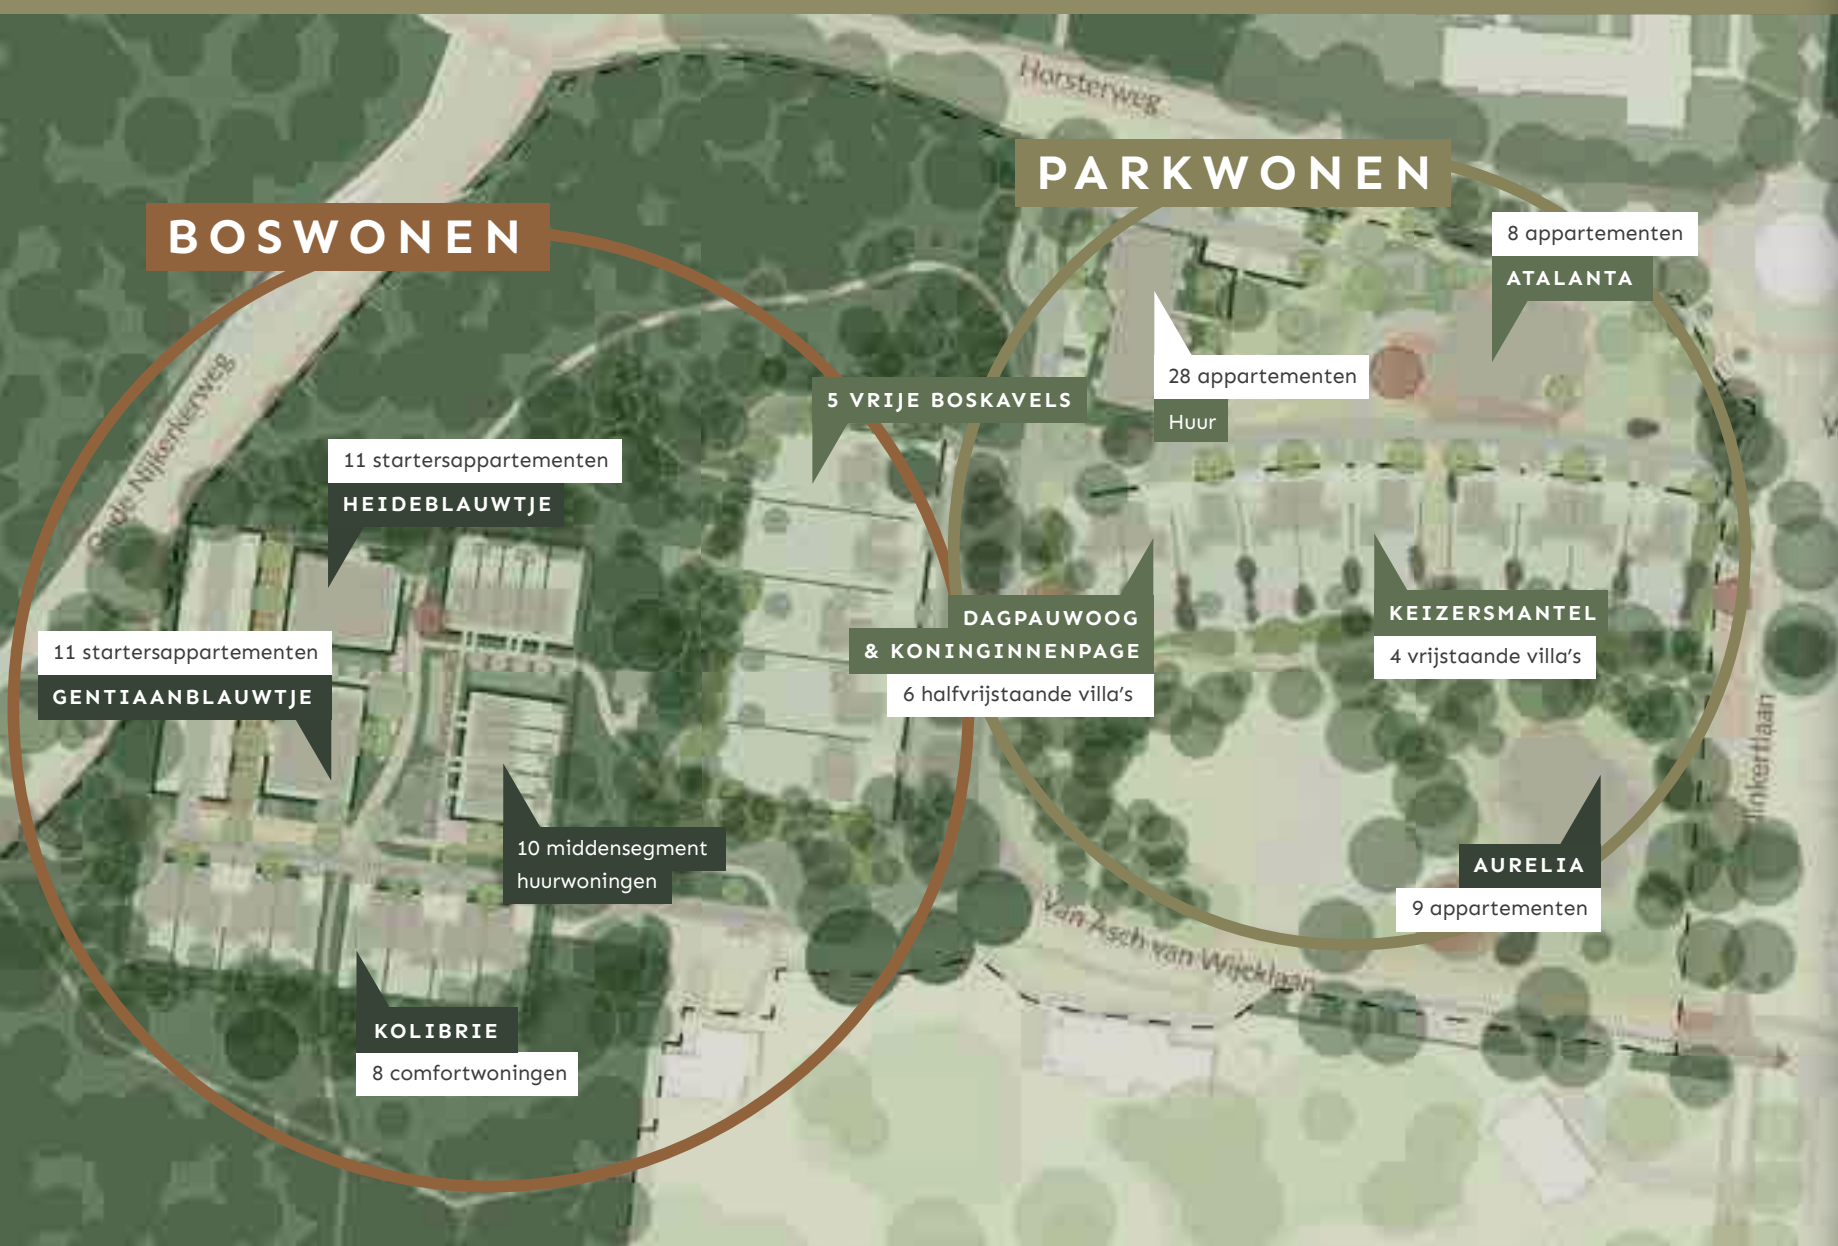 Horsterweg
PARKWONEN
BOSWONEN
8 appartementen
ATALANTA
28 appartementen
Huur
5 VRIJE BOSKAVELS
Oude Nijkerkerweg
11 startersappartementen
HEIDEBLAUWTJE
11 startersappartementen
GENTIAANBLAUWTJE
DAGPAUWOOG
& KONINGINNENPAGE
6 halfvrijstaande villa's
KEIZERSMANTEL
4 vrijstaande villa's
10 middensegment
huurwoningen
AURELIA
9 appartementen
Van Asch van Wijcklaan
KOLIBRIE
8 comfortwoningen